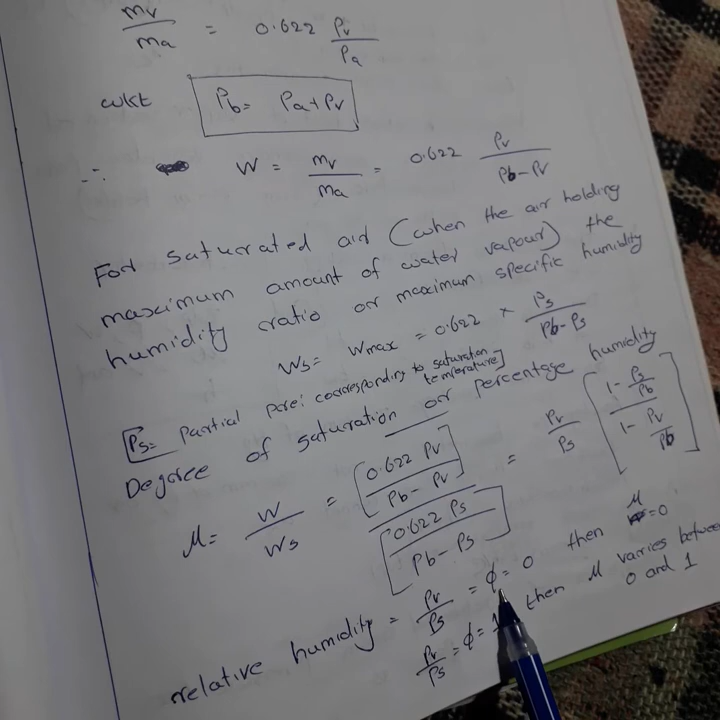 mv/ma = 0.622 Pv/Pa
wkt Pb = Pa + Pv
∴ W = mv/ma = 0.622 Pv/(Pb - Pv)
For saturated air (when the air holding
maximum amount of water vapour) the
humidity ratio or maximum specific humidity
Ws = Wmax = 0.622 × Ps/(Pb - Ps)
[Ps = Partial pre: corresponding to saturation
temperature]
Degree of saturation or percentage humidity
μ = W/Ws = [0.622 Pv/(Pb - Pv)]/[0.622 Ps/(Pb - Ps)] = Pv/Ps [(1 - Ps/Pb)/(1 - Pv/Pb)]
relative humidity = Pv/Ps = φ = 0 then μ = 0
Pv/Ps = φ = 1 then μ varies between
0 and 1